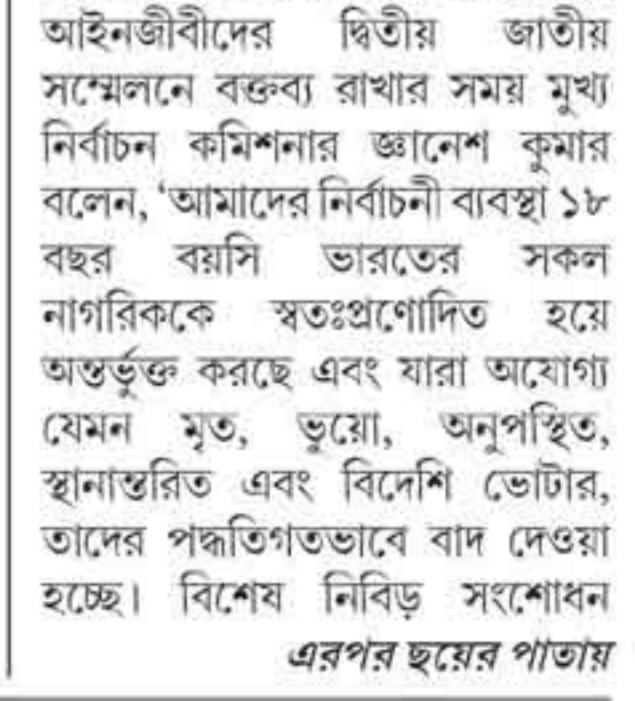 আইনজীবীদের দ্বিতীয় জাতীয়
সম্মেলনে বক্তব্য রাখার সময় মুখ্য
নির্বাচন কমিশনার জ্ঞানেশ কুমার
বলেন, ‘আমাদের নির্বাচনী ব্যবস্থা ১৮
বছর বয়সি ভারতের সকল
নাগরিককে স্বতঃপ্রণোদিত হয়ে
অন্তর্ভুক্ত করছে এবং যারা অযোগ্য
যেমন মৃত, ভুয়ো, অনুপস্থিত,
স্থানান্তরিত এবং বিদেশি ভোটার,
তাদের পদ্ধতিগতভাবে বাদ দেওয়া
হচ্ছে। বিশেষ নিবিড় সংশোধন
এরপর ছয়ের পাতায়